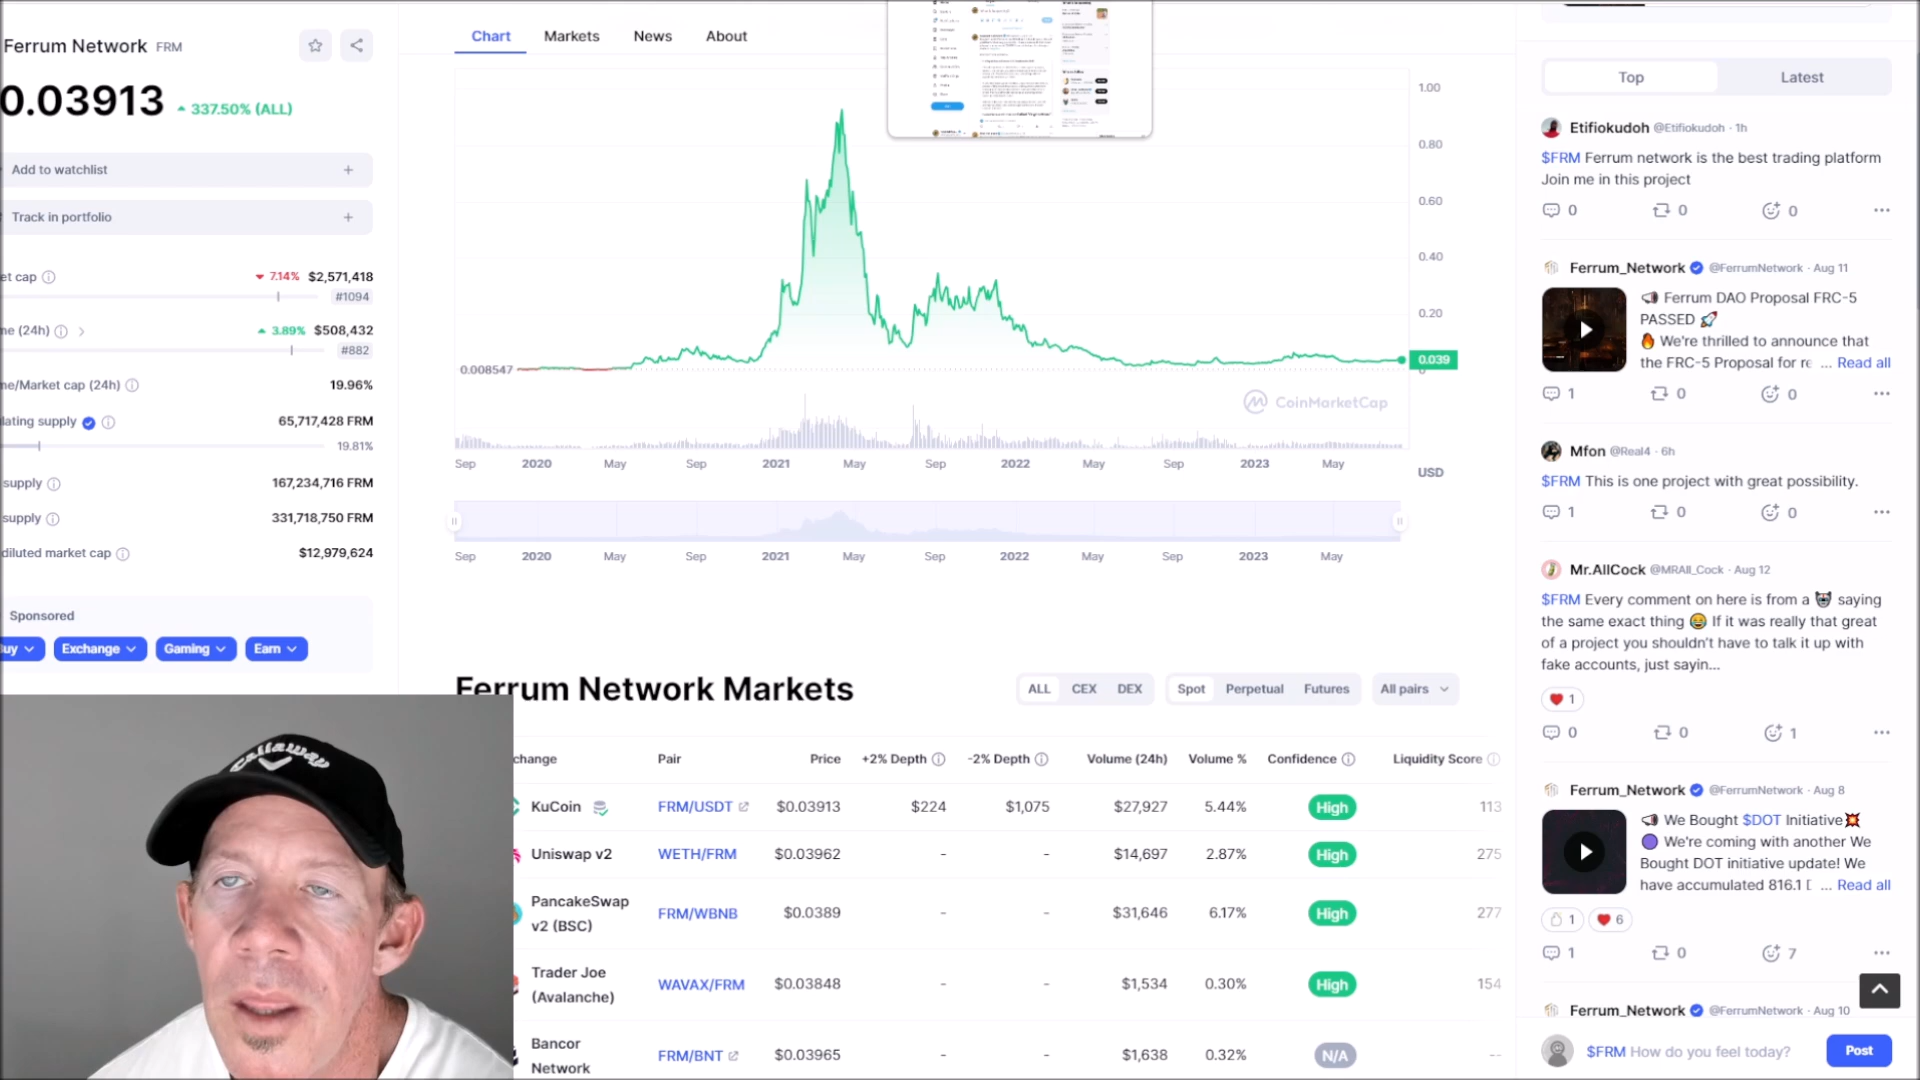 Ferrum Network FRM
0.03913 337.50% (ALL)
Add to watchlist
Track in portfolio
et cap 7.14% $2,571,418
#1094
me (24h) 3.89% $508,432
#882
me/Market cap (24h) 19.96%
lating supply 65,717,428 FRM
19.81%
supply 167,234,716 FRM
supply 331,718,750 FRM
diluted market cap $12,979,624
Sponsored
Buy Exchange Gaming Earn
Chart Markets News About
1.00
0.80
0.60
0.40
0.20
0.039
0
0.008547
CoinMarketCap
Sep 2020 May Sep 2021 May Sep 2022 May Sep 2023 May
USD
Sep 2020 May Sep 2021 May Sep 2022 May Sep 2023 May
Ferrum Network Markets
ALL CEX DEX Spot Perpetual Futures All pairs
change Pair Price +2% Depth -2% Depth Volume (24h) Volume % Confidence Liquidity Score
KuCoin FRM/USDT $0.03913 $224 $1,075 $27,927 5.44% High 113
Uniswap v2 WETH/FRM $0.03962 - - $14,697 2.87% High 275
PancakeSwap
v2 (BSC) FRM/WBNB $0.0389 - - $31,646 6.17% High 277
Trader Joe
(Avalanche) WAVAX/FRM $0.03848 - - $1,534 0.30% High 154
Bancor
Network FRM/BNT $0.03965 - - $1,638 0.32% N/A --
Callaway
Top Latest
Etifiokudoh @Etifiokudoh · 1h
$FRM Ferrum network is the best trading platform
Join me in this project
0 0 0
Ferrum_Network @FerrumNetwork · Aug 11
📢 Ferrum DAO Proposal FRC-5
PASSED 🚀
🔥 We're thrilled to announce that
the FRC-5 Proposal for re ... Read all
1 0 0
Mfon @Real4 · 6h
$FRM This is one project with great possibility.
1 0 0
Mr.AllCock @MRAll_Cock · Aug 12
$FRM Every comment on here is from a 🤡 saying
the same exact thing 😂 If it was really that great
of a project you shouldn't have to talk it up with
fake accounts, just sayin...
❤️ 1
0 0 1
Ferrum_Network @FerrumNetwork · Aug 8
📢 We Bought $DOT Initiative💥
🟣 We're coming with another We
Bought DOT initiative update! We
have accumulated 816.1 ... Read all
1 ❤️ 6
1 0 7
Ferrum_Network @FerrumNetwork · Aug 10
$FRM How do you feel today? Post